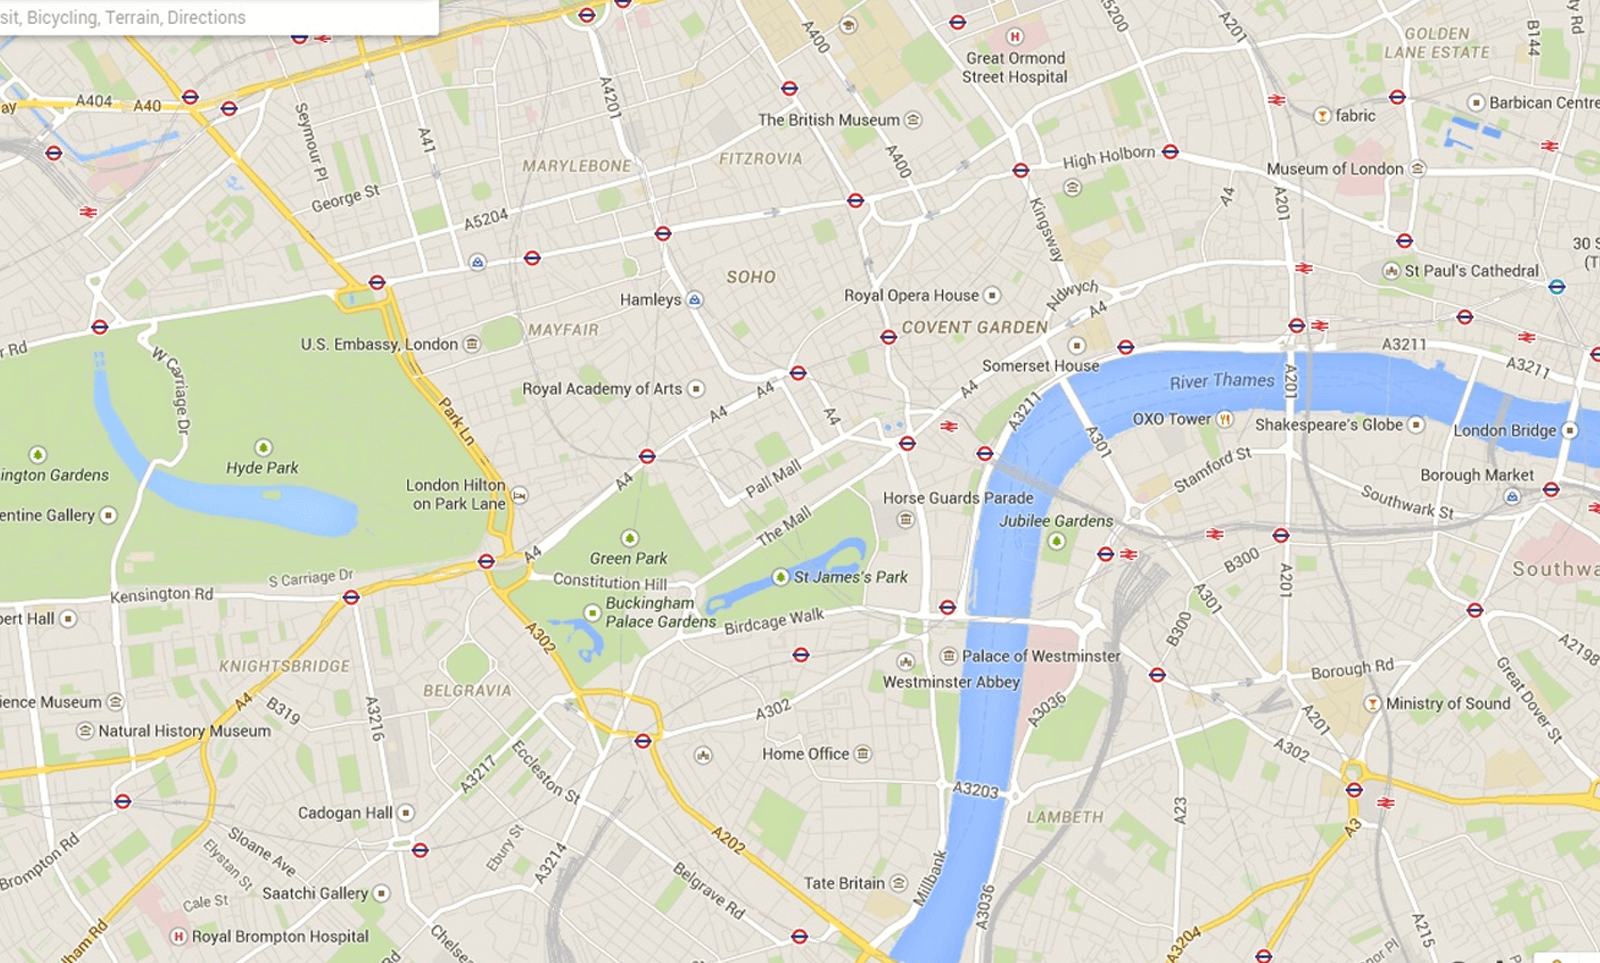 sit, Bicycling, Terrain, Directions
A4201
A400
A5200
A201
GOLDEN
LANE ESTATE
B144
ty Rd
Great Ormond
Street Hospital
A404
A40
ay
Seymour Pl
A41
The British Museum
A400
fabric
Barbican Centre
MARYLEBONE
FITZROVIA
High Holborn
Museum of London
George St
A5204
Kingsway
A4
A201
SOHO
Hamleys
Royal Opera House
Aldwych
A4
St Paul's Cathedral
30 S
(T
MAYFAIR
COVENT GARDEN
U.S. Embassy, London
r Rd
W Carriage Dr
Somerset House
A3211
A3211
Royal Academy of Arts
A4
A4
A4
A4
River Thames
A201
A3211
Park Ln
OXO Tower
Shakespeare's Globe
London Bridge
A301
Hyde Park
ington Gardens
Stamford St
Borough Market
London Hilton
on Park Lane
A4
Pall Mall
Horse Guards Parade
Southwark St
entine Gallery
The Mall
Jubilee Gardens
Green Park
A4
B300
Southwa
S Carriage Dr
Constitution Hill
St James's Park
A201
Kensington Rd
Buckingham
Palace Gardens
Birdcage Walk
A301
B300
ert Hall
A302
A2198
KNIGHTSBRIDGE
Palace of Westminster
Borough Rd
BELGRAVIA
Westminster Abbey
Great Dover St
ience Museum
A4
B319
A3216
A302
A3036
A201
Ministry of Sound
Natural History Museum
Home Office
A302
Eccleston St
A3217
A3203
Cadogan Hall
LAMBETH
A23
Sloane Ave
Ebury St
A202
A3
Brompton Rd
Elystan St
A3214
Belgrave Rd
Tate Britain
Millbank
Saatchi Gallery
Cale St
A3036
Royal Brompton Hospital
lham Rd
Chelse
A3204
A215
nor Pl